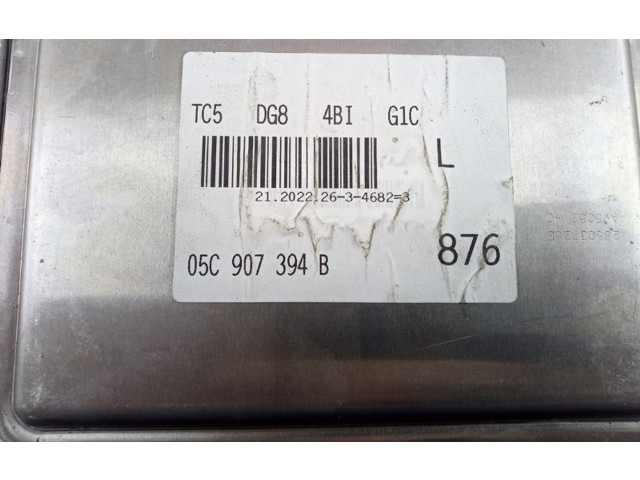 TC5 DG8 4BI G1C
L
21.2022.26-3-4682=3
05C 907 394 B
876